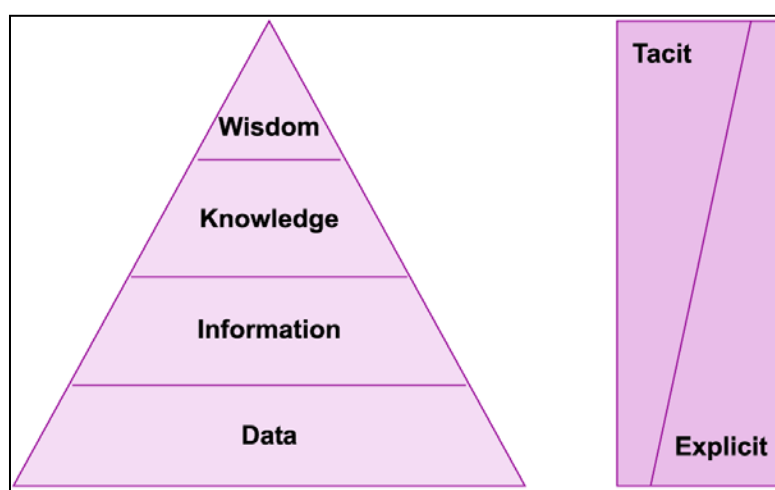 Tacit
Wisdom
Knowledge
Information
Data
Explicit